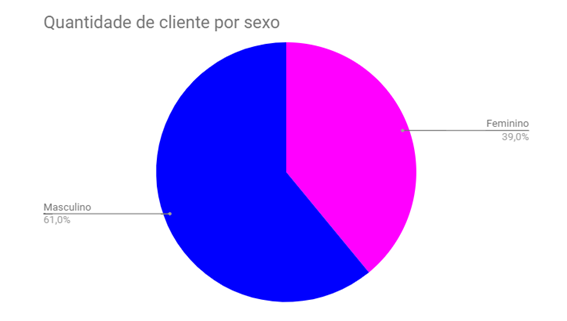 Quantidade de cliente por sexo
Feminino
39,0%
Masculino
61,0%